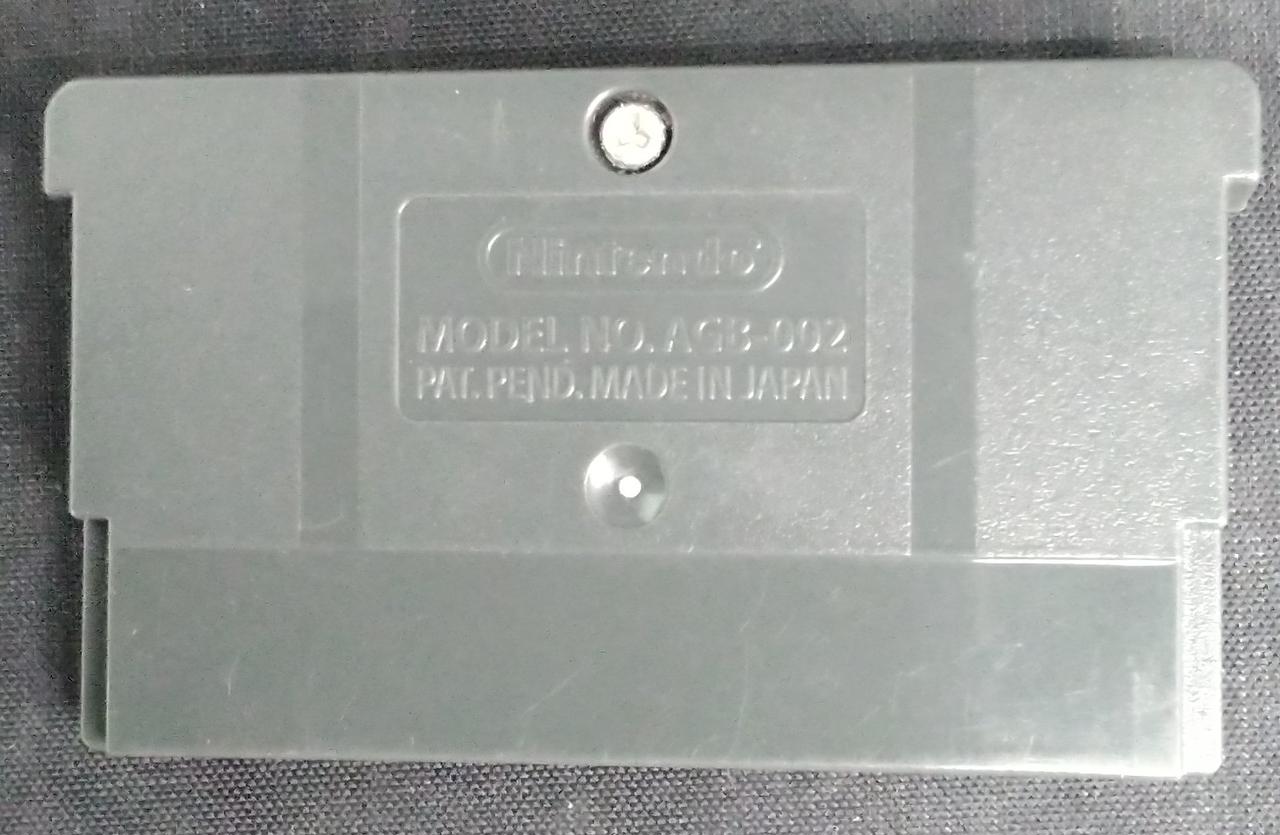 Nintendo
MODEL NO. AGB-002
PAT. PEND. MADE IN JAPAN